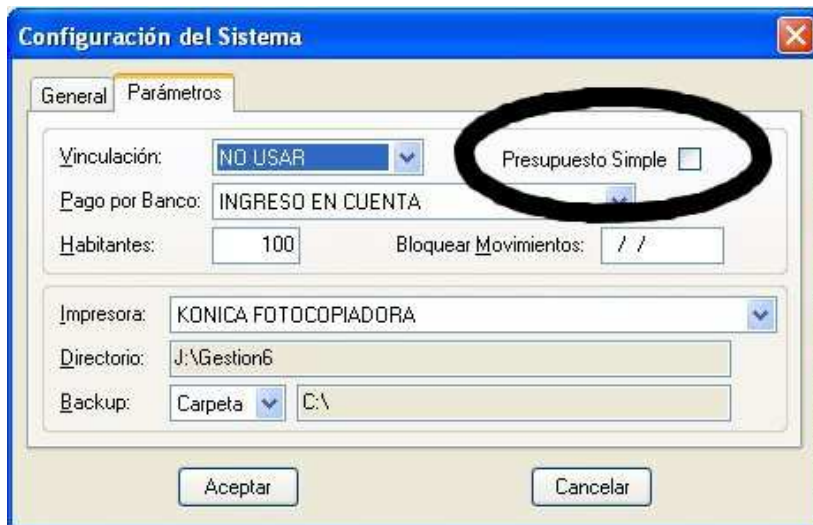 Configuración del Sistema
General Parámetros
Vinculación: NO USAR Presupuesto Simple
Pago por Banco: INGRESO EN CUENTA
Habitantes: 100 Bloquear Movimientos: / /
Impresora: KONICA FOTOCOPIADORA
Directorio: J:\Gestion6
Backup: Carpeta C:\
Aceptar Cancelar